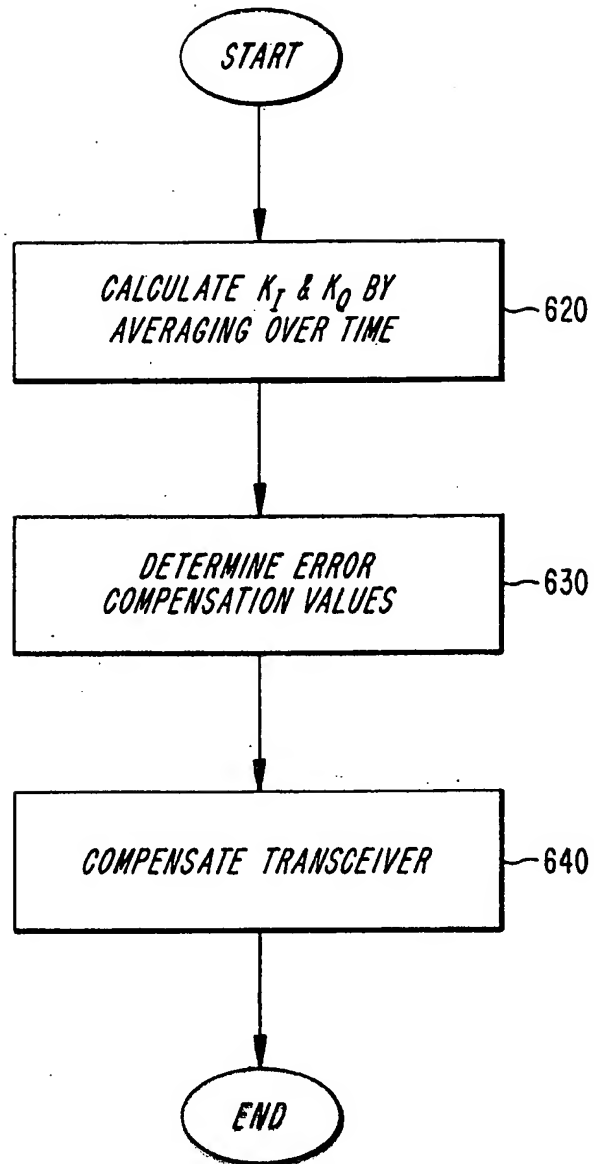 START
CALCULATE K_I & K_Q BY
AVERAGING OVER TIME
620
DETERMINE ERROR
COMPENSATION VALUES
630
COMPENSATE TRANSCEIVER
640
END